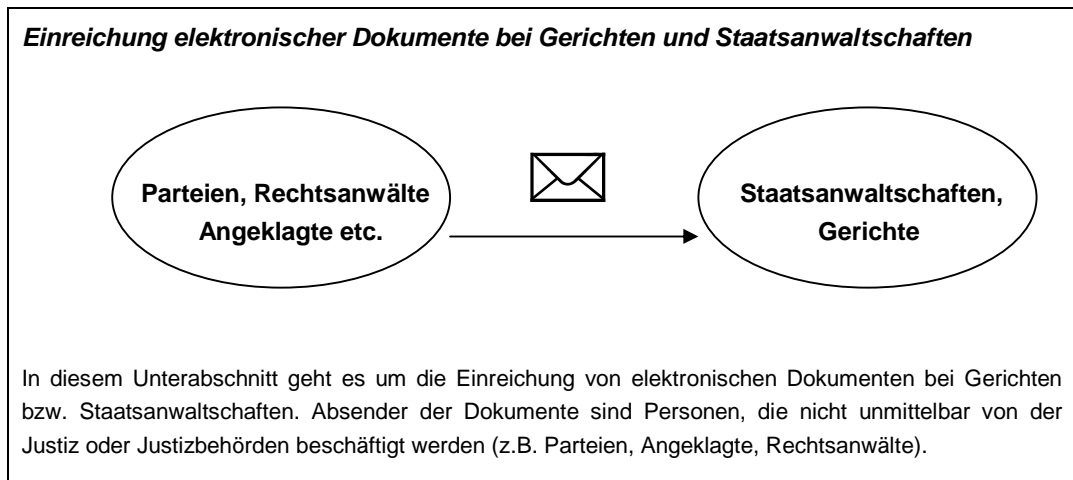 Einreichung elektronischer Dokumente bei Gerichten und Staatsanwaltschaften
Parteien, Rechtsanwälte
Angeklagte etc.
Staatsanwaltschaften,
Gerichte
In diesem Unterabschnitt geht es um die Einreichung von elektronischen Dokumenten bei Gerichten
bzw. Staatsanwaltschaften. Absender der Dokumente sind Personen, die nicht unmittelbar von der
Justiz oder Justizbehörden beschäftigt werden (z.B. Parteien, Angeklagte, Rechtsanwälte).